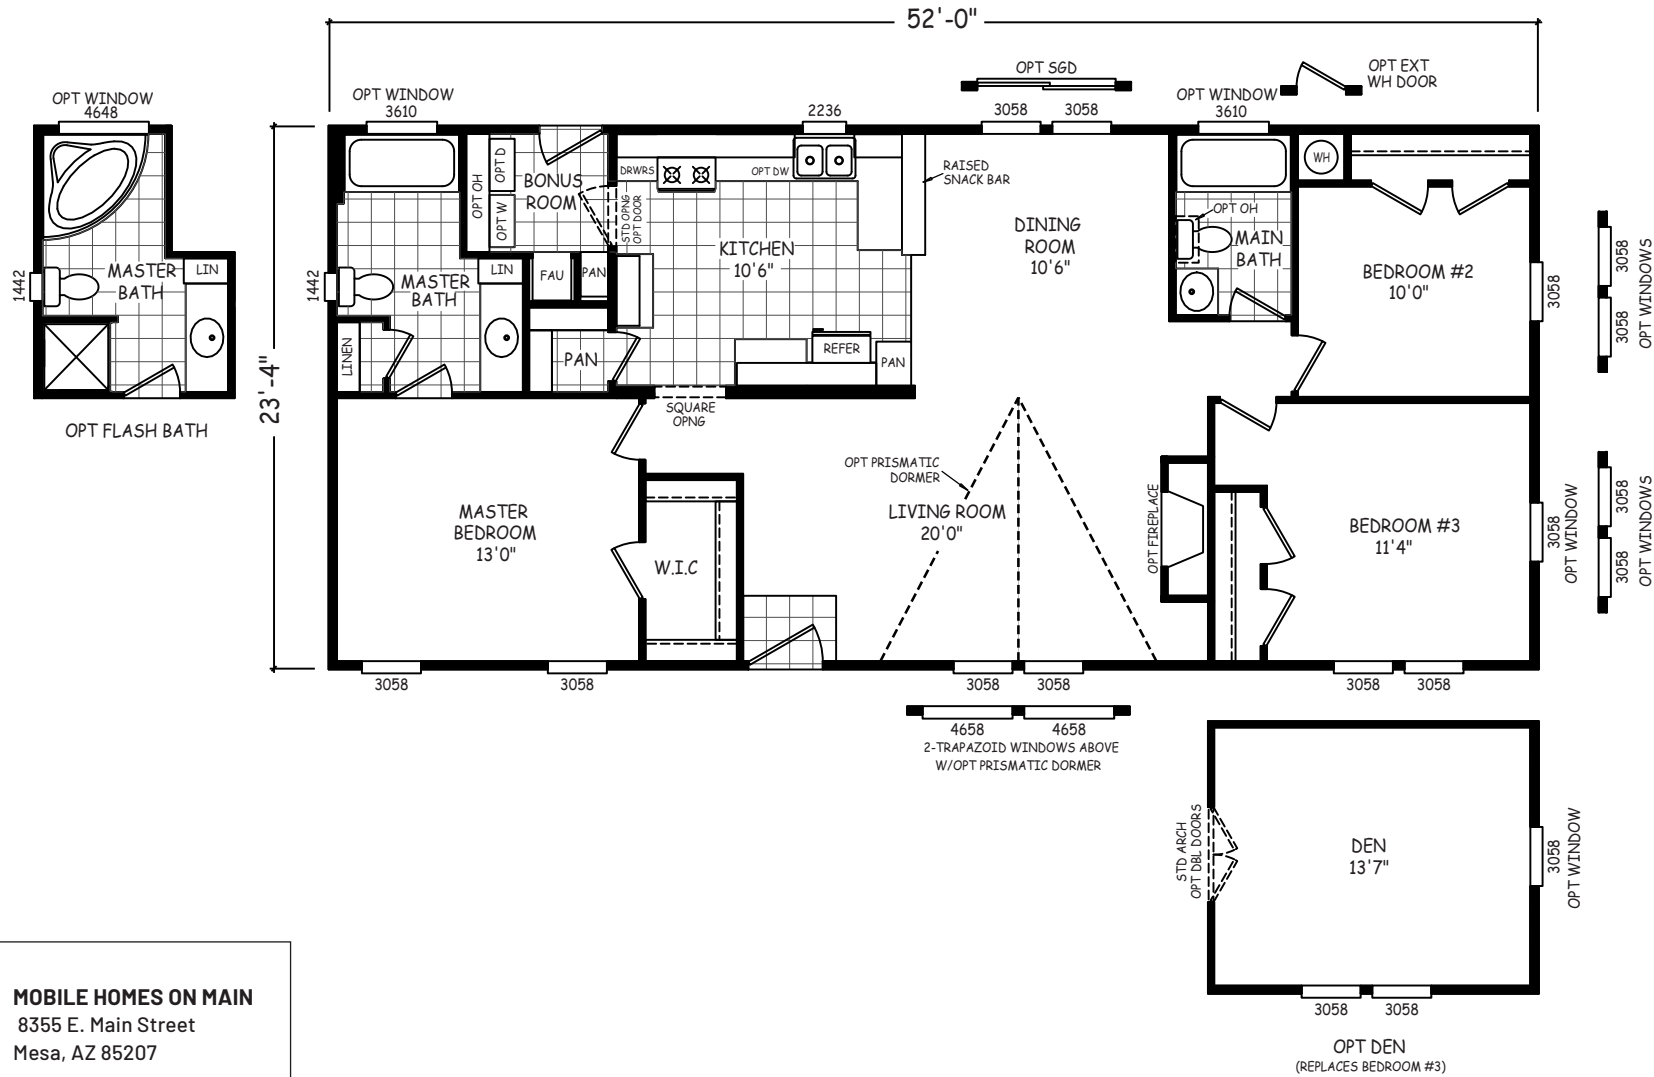 52'-0"
OPT SGD
OPT EXT
WH DOOR
OPT WINDOW
4648
OPT WINDOW
3610
2236
3058
3058
OPT WINDOW
3610
OPT D
OPT W
OPT OH
BONUS
ROOM
STD OPNG
OPT DOOR
DRWRS
OPT DW
RAISED
SNACK BAR
WH
OPT OH
MAIN
BATH
KITCHEN
10'6"
DINING
ROOM
10'6"
BEDROOM #2
10'0"
3058
3058
3058
OPT WINDOWS
1442
MASTER
BATH
LIN
OPT FLASH BATH
23'-4"
1442
MASTER
BATH
LIN
LINEN
FAU
PAN
PAN
REFER
PAN
SQUARE
OPNG
MASTER
BEDROOM
13'0"
W.I.C
OPT PRISMATIC
DORMER
LIVING ROOM
20'0"
OPT FIREPLACE
BEDROOM #3
11'4"
3058
OPT WINDOW
3058
3058
OPT WINDOWS
3058
3058
3058
3058
3058
3058
4658
4658
2-TRAPAZOID WINDOWS ABOVE
W/OPT PRISMATIC DORMER
STD ARCH
OPT DBL DOORS
DEN
13'7"
3058
OPT WINDOW
3058
3058
OPT DEN
(REPLACES BEDROOM #3)
MOBILE HOMES ON MAIN
8355 E. Main Street
Mesa, AZ 85207